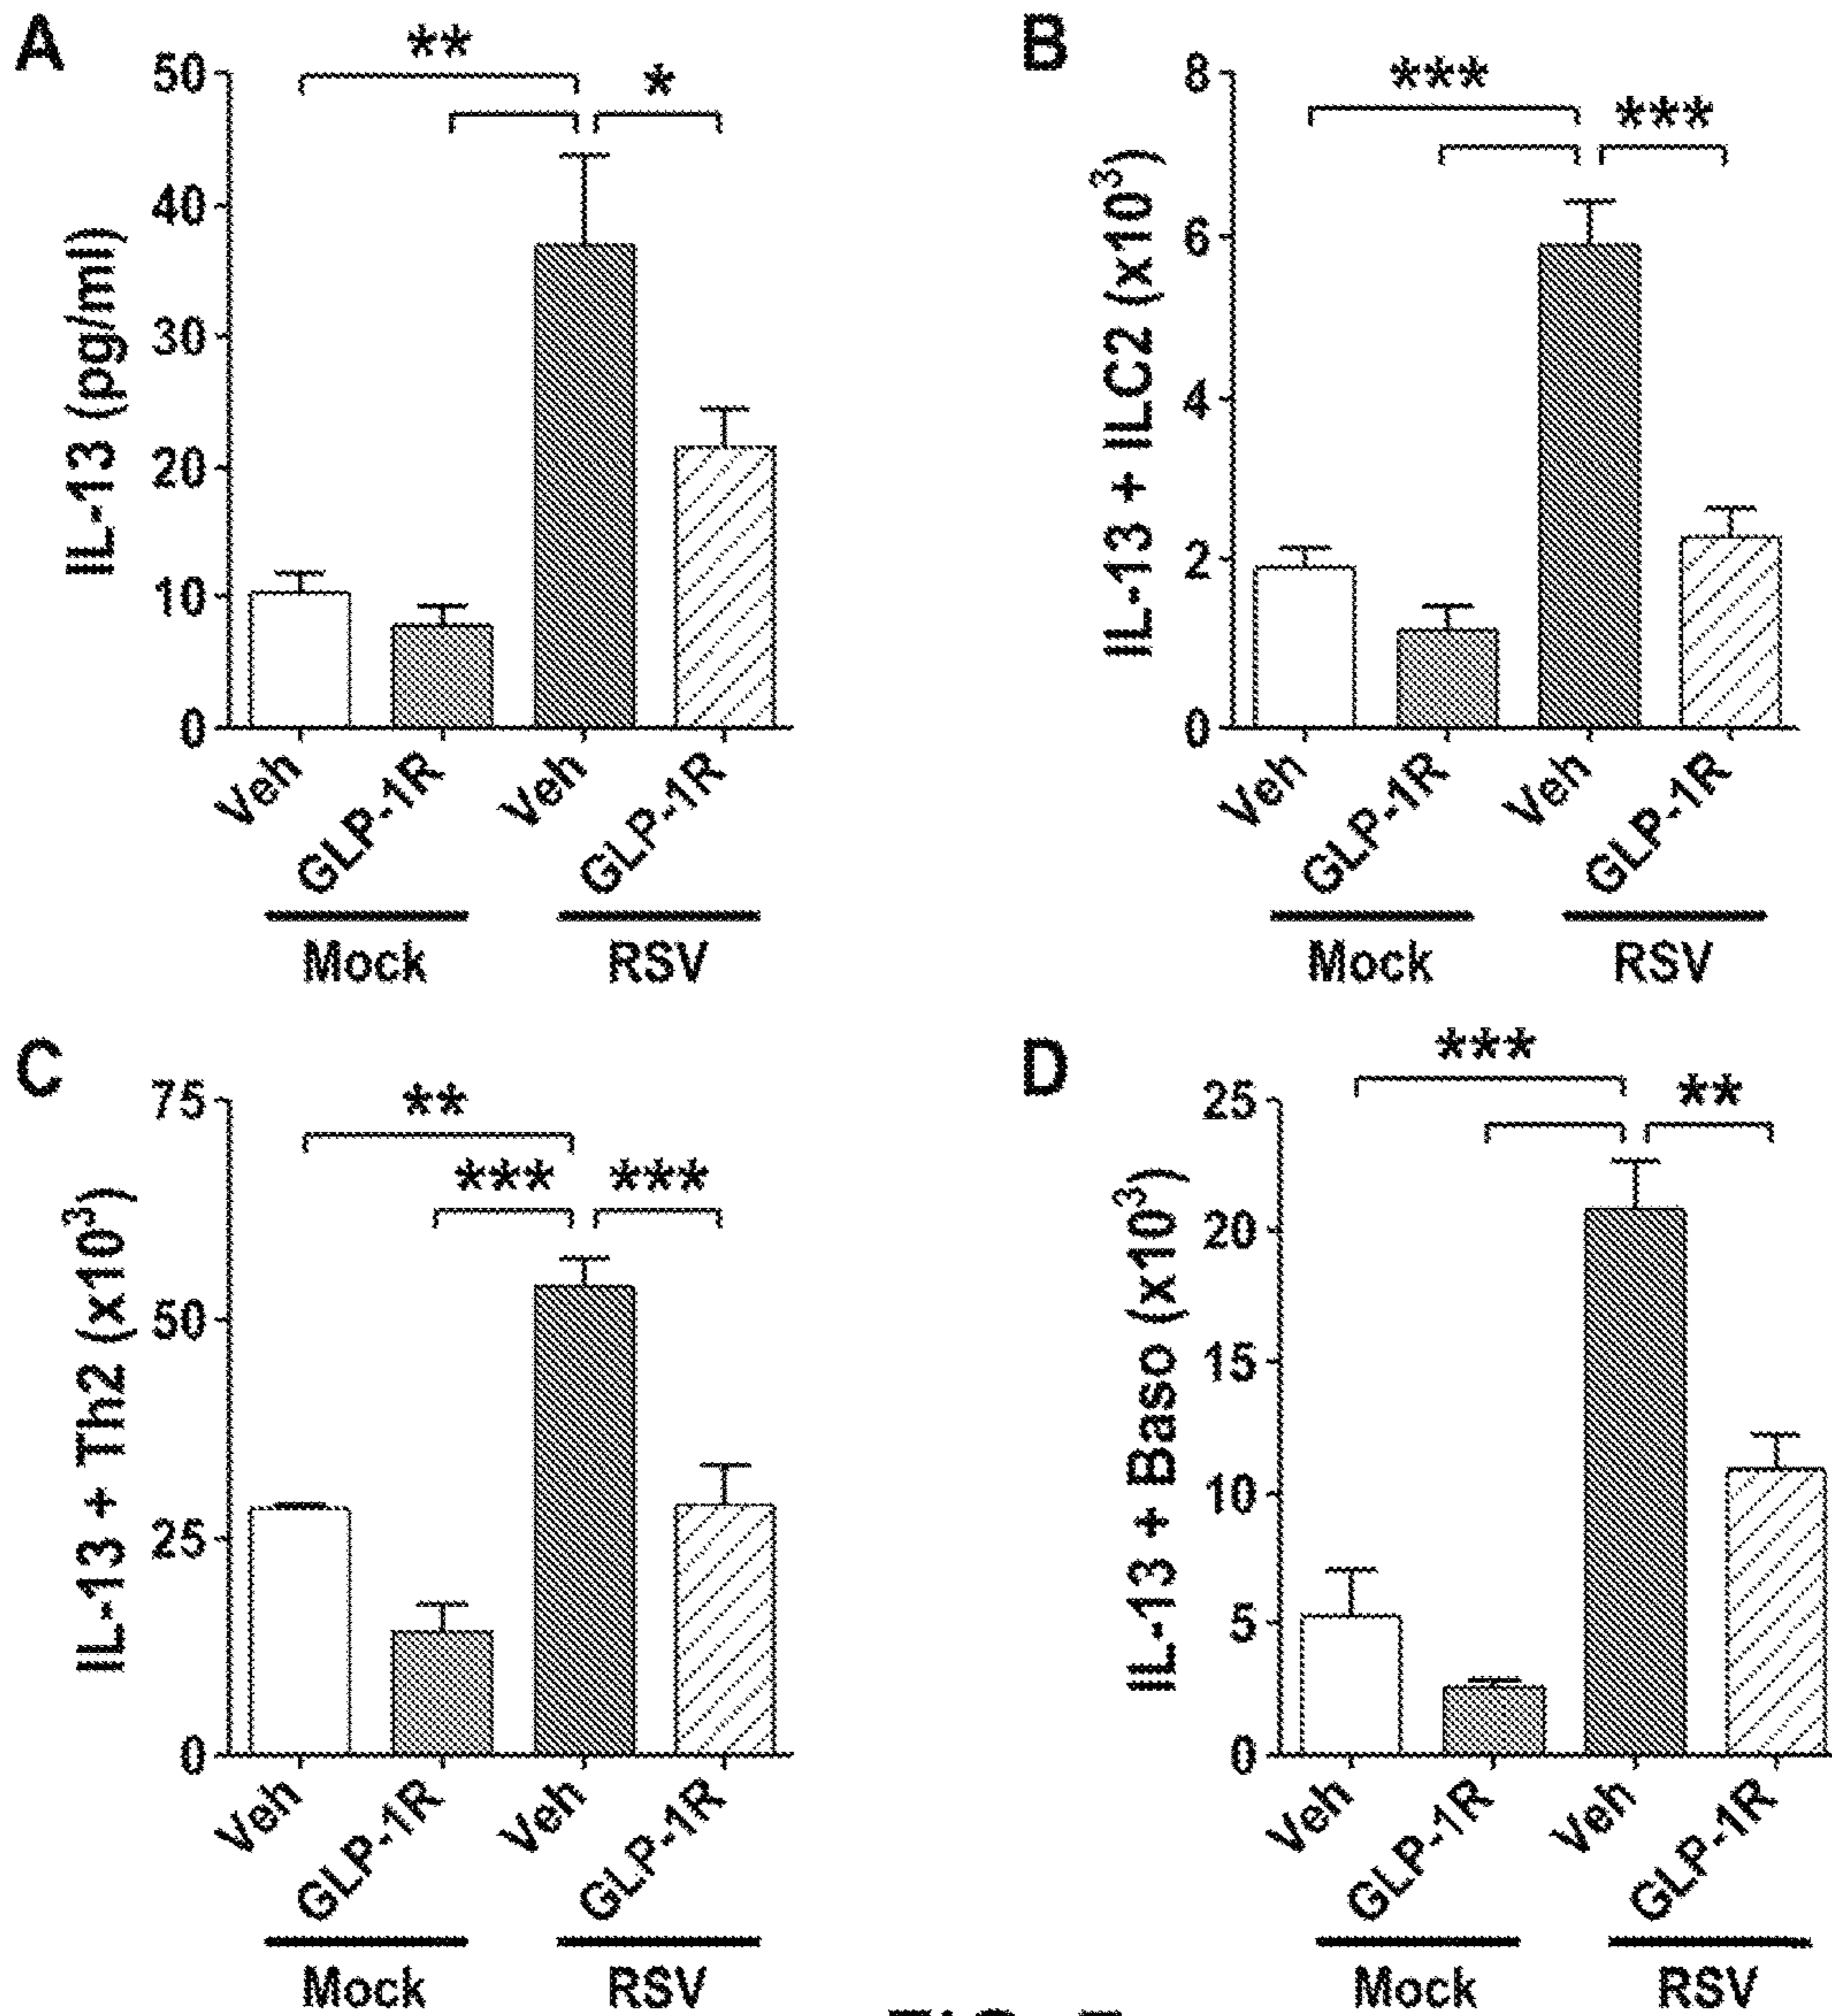 A
**
*
50
40
30
20
10
0
IL-13 (pg/ml)
Veh
GLP-1R
Veh
GLP-1R
Mock
RSV
B
***
***
8
6
4
2
0
IL-13 + ILC2 (x10³)
Veh
GLP-1R
Veh
GLP-1R
Mock
RSV
C
**
***
***
75
50
25
0
IL-13 + Th2 (x10³)
Veh
GLP-1R
Veh
GLP-1R
Mock
RSV
D
***
**
25
20
15
10
5
0
IL-13 + Baso (x10³)
Veh
GLP-1R
Veh
GLP-1R
Mock
RSV